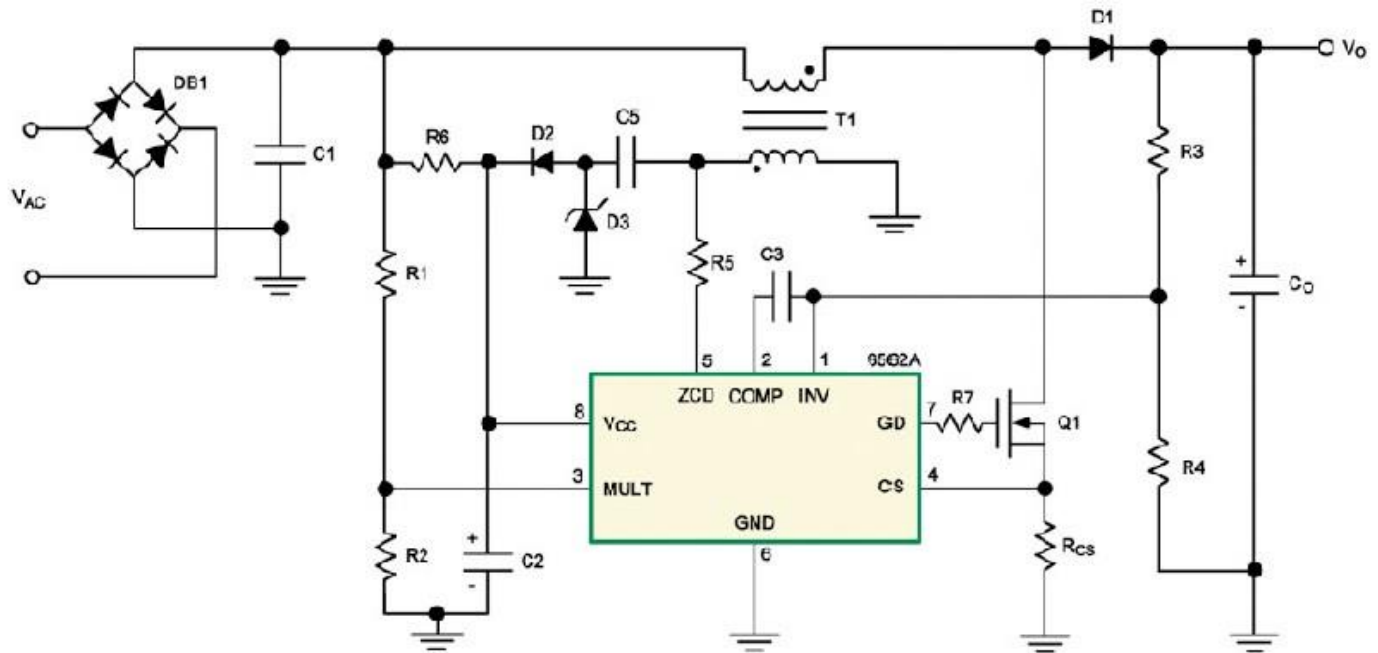 D1
VO
DB1
C5
T1
R6
D2
C1
R3
VAC
D3
R1
R5
C3
CO
+
-
5
2
1
6562A
ZCD
COMP
INV
R7
8
VCC
GD
7
Q1
3
MULT
CS
4
R4
GND
R2
+
-
C2
6
RCS